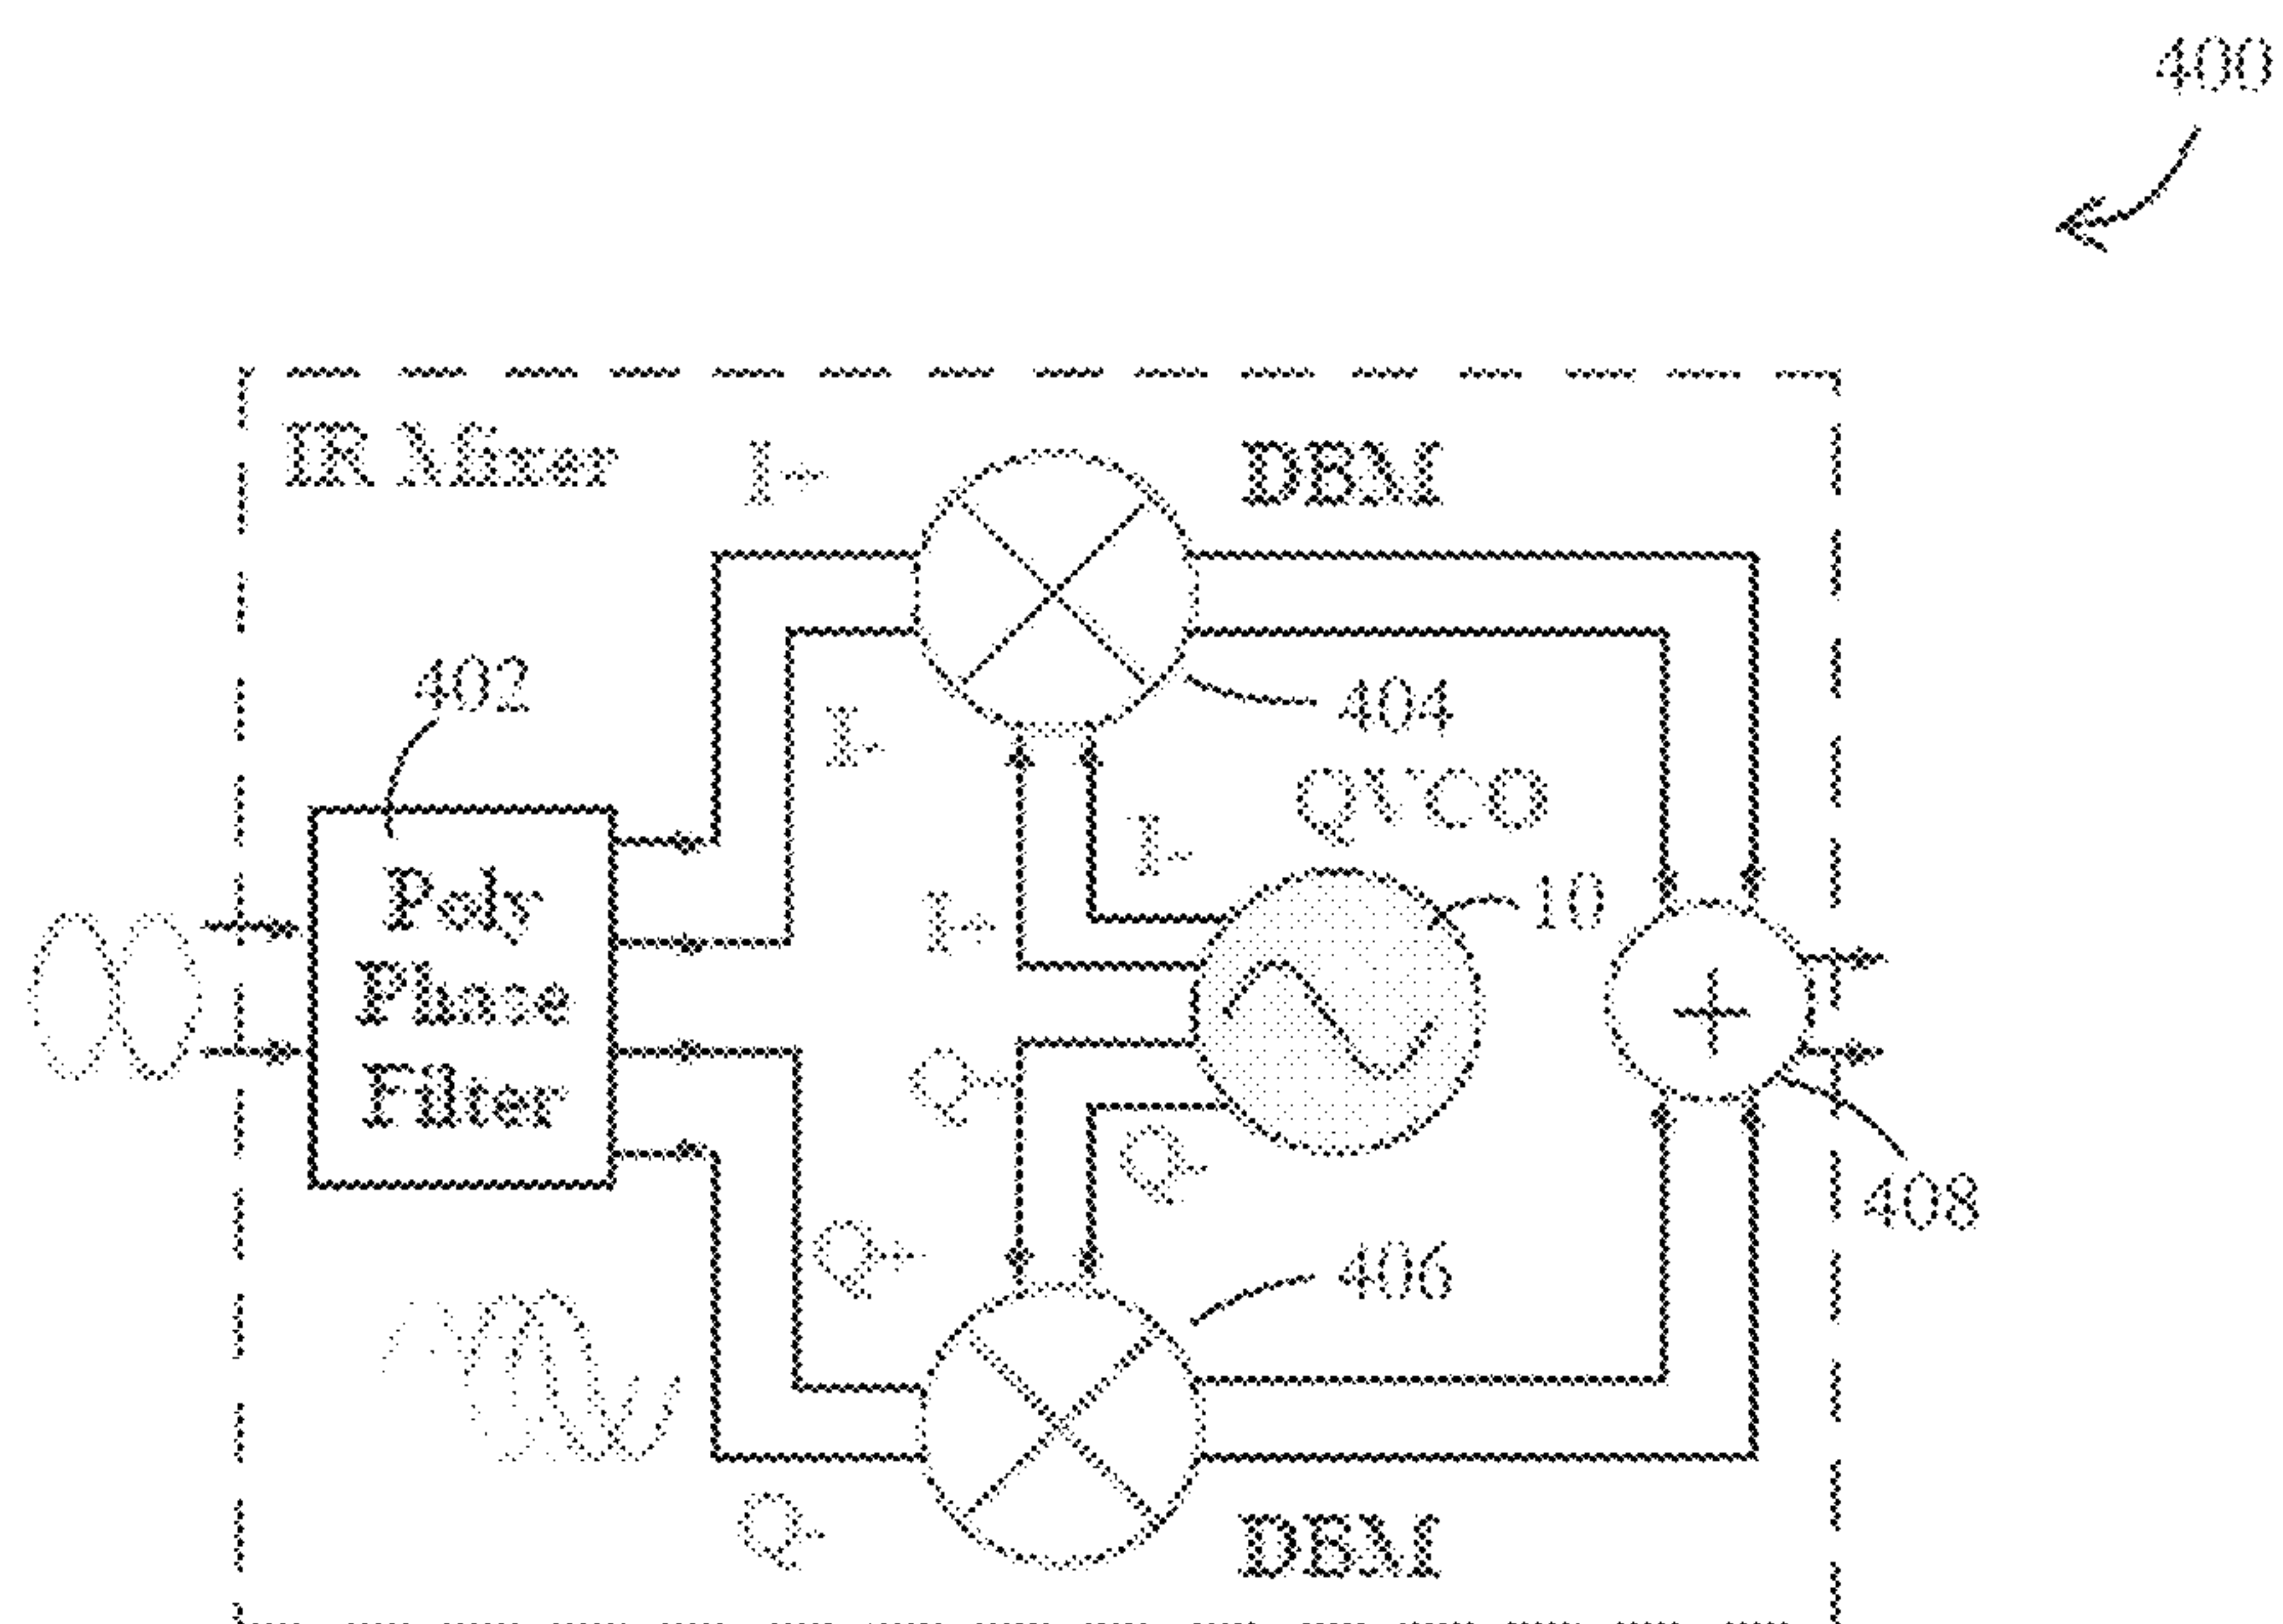 400
IR Mixer
I+
DBM
402
404
I-
QVCO
I-
10
I+
Poly
Phase
Filter
Q+
Q-
408
Q+
406
Q-
DBM